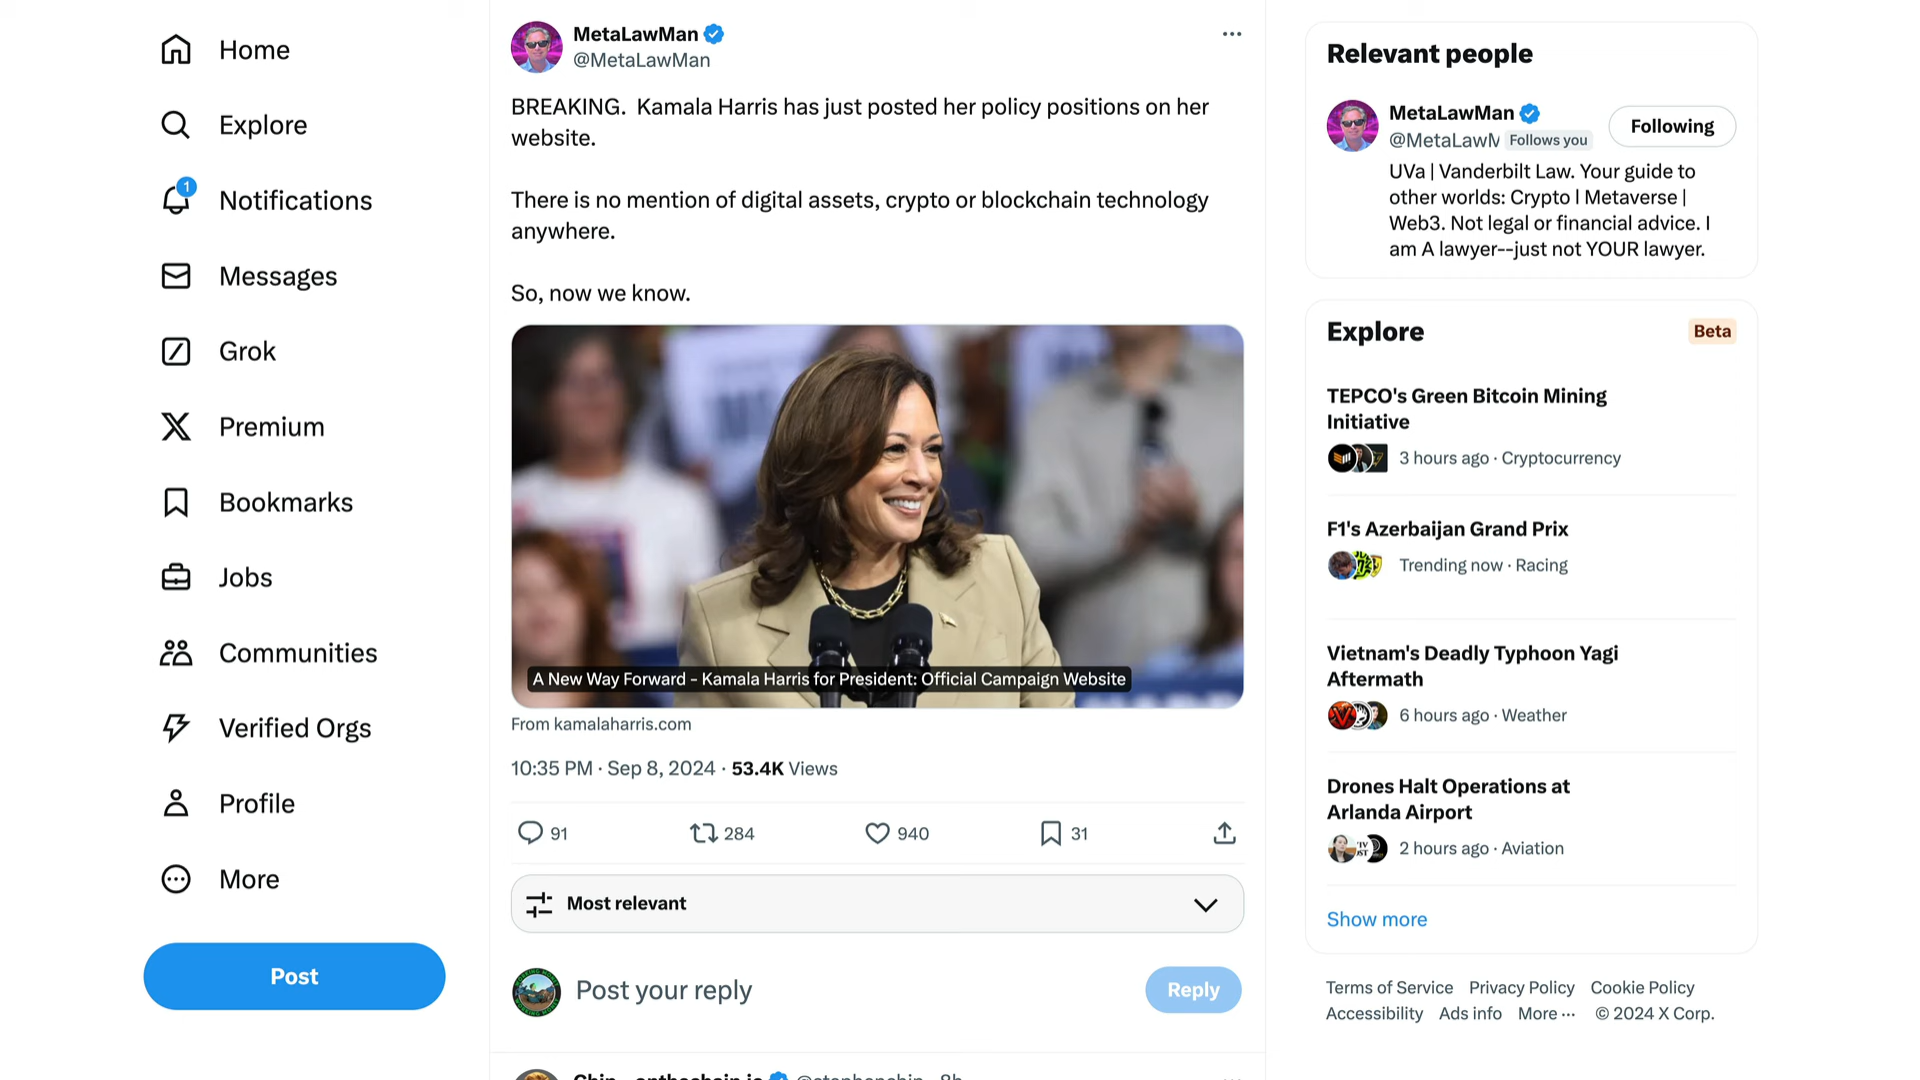 Home
Explore
1
Notifications
Messages
Grok
Premium
Bookmarks
Jobs
Communities
Verified Orgs
Profile
More
Post
MetaLawMan
@MetaLawMan
BREAKING.  Kamala Harris has just posted her policy positions on her
website.
There is no mention of digital assets, crypto or blockchain technology
anywhere.
So, now we know.
A New Way Forward - Kamala Harris for President: Official Campaign Website
From kamalaharris.com
10:35 PM · Sep 8, 2024 · 53.4K Views
91
284
940
31
Most relevant
Post your reply
Reply
Relevant people
MetaLawMan
@MetaLawM Follows you
Following
UVa | Vanderbilt Law. Your guide to
other worlds: Crypto l Metaverse |
Web3. Not legal or financial advice. I
am A lawyer--just not YOUR lawyer.
Explore
Beta
TEPCO's Green Bitcoin Mining
Initiative
3 hours ago · Cryptocurrency
F1's Azerbaijan Grand Prix
Trending now · Racing
Vietnam's Deadly Typhoon Yagi
Aftermath
6 hours ago · Weather
Drones Halt Operations at
Arlanda Airport
2 hours ago · Aviation
Show more
Terms of Service Privacy Policy Cookie Policy
Accessibility Ads info More ··· © 2024 X Corp.